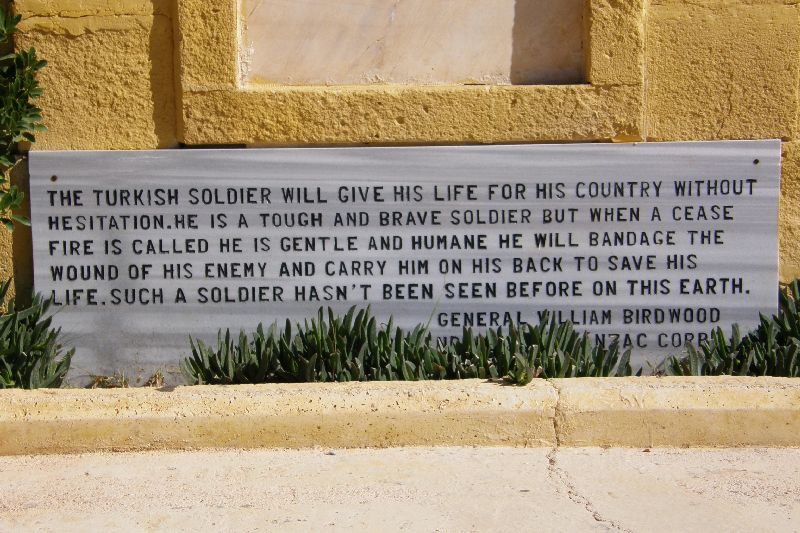 THE TURKISH SOLDIER WILL GIVE HIS LIFE FOR HIS COUNTRY WITHOUT
HESITATION.HE IS A TOUGH AND BRAVE SOLDIER BUT WHEN A CEASE
FIRE IS CALLED HE IS GENTLE AND HUMANE HE WILL BANDAGE THE
WOUND OF HIS ENEMY AND CARRY HIM ON HIS BACK TO SAVE HIS
LIFE.SUCH A SOLDIER HASN'T BEEN SEEN BEFORE ON THIS EARTH.
GENERAL WILLIAM BIRDWOOD